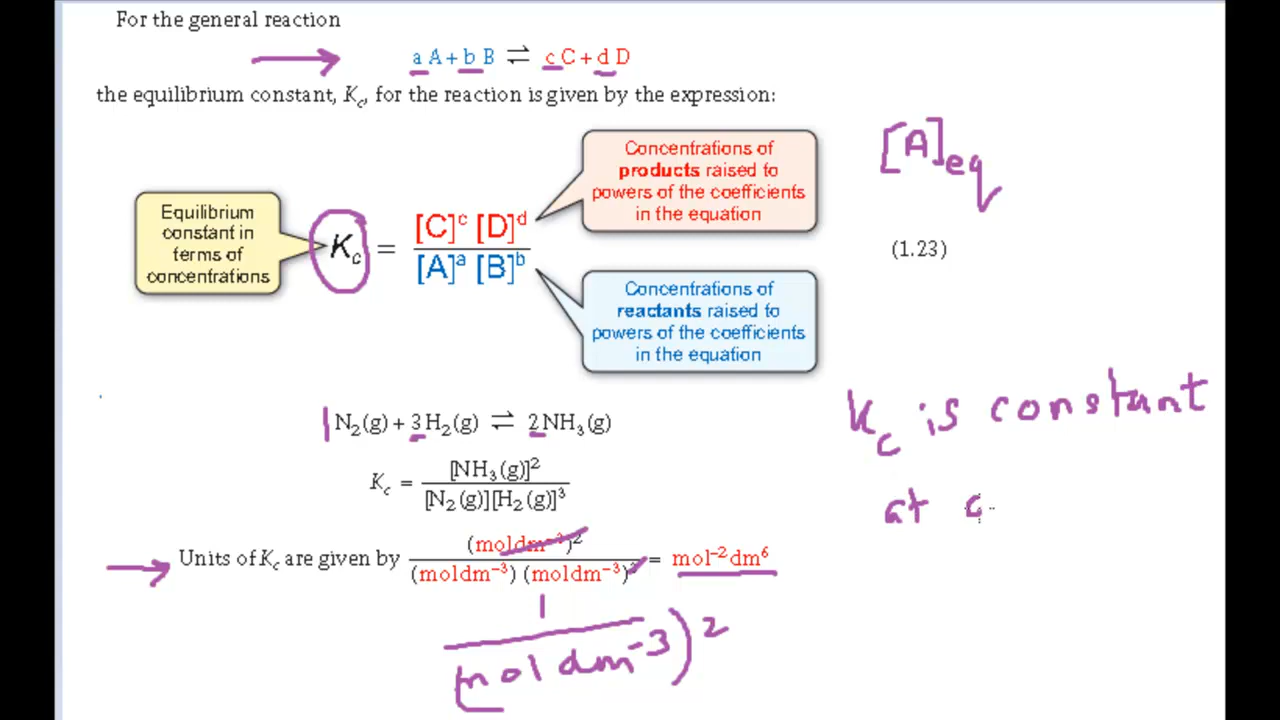 For the general reaction
a A + b B ⇌ c C + d D
the equilibrium constant, Kc, for the reaction is given by the expression:
[A]eq
Concentrations of
products raised to
powers of the coefficients
in the equation
Equilibrium
constant in
terms of
concentrations
Kc = [C]ᶜ [D]ᵈ / [A]ᵃ [B]ᵇ
(1.23)
Concentrations of
reactants raised to
powers of the coefficients
in the equation
Kc is constant
1 N₂(g) + 3H₂(g) ⇌ 2NH₃(g)
Kc = [NH₃(g)]² / [N₂(g)][H₂(g)]³
at c
Units of Kc are given by (moldm⁻³)² / (moldm⁻³) (moldm⁻³)³ = mol⁻²dm⁶
1 / (mol dm⁻³)²